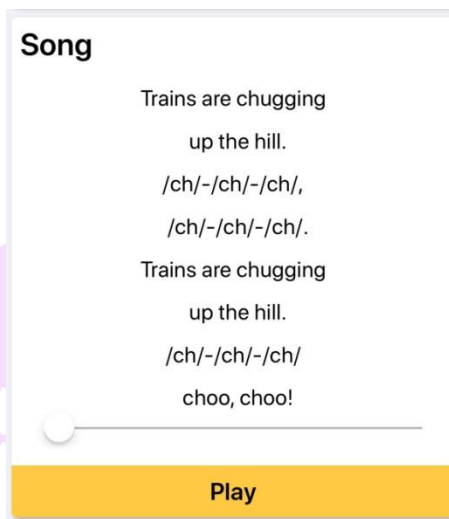 Song
Trains are chugging
up the hill.
/ch/-/ch/-/ch/,
/ch/-/ch/-/ch/.
Trains are chugging
up the hill.
/ch/-/ch/-/ch/
choo, choo!
Play